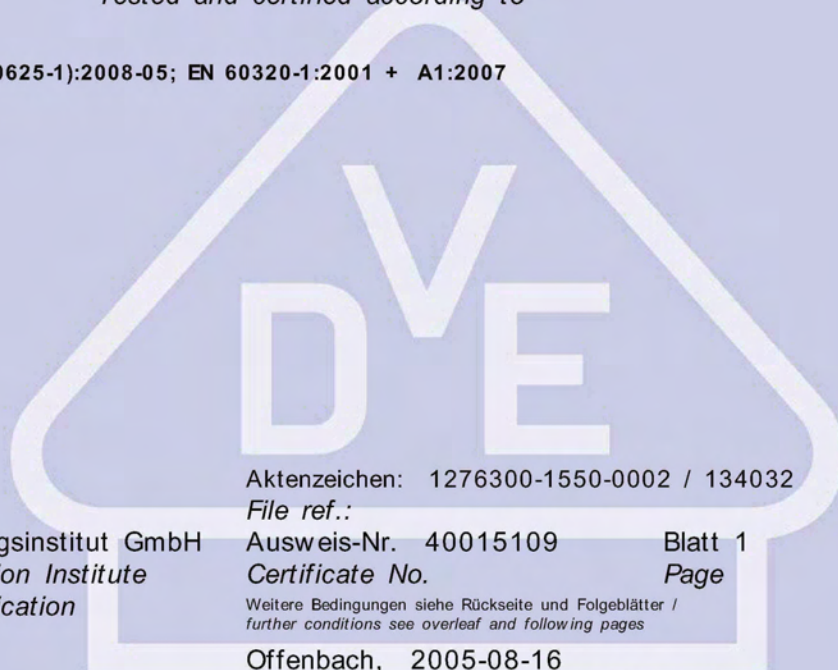 Tested and certified according to
0625-1):2008-05; EN 60320-1:2001 + A1:2007
VDE
Aktenzeichen: 1276300-1550-0002 / 134032
File ref.:
gsinstitut GmbH Ausweis-Nr. 40015109 Blatt 1
on Institute Certificate No. Page
ication
Weitere Bedingungen siehe Rückseite und Folgeblätter /
further conditions see overleaf and following pages
Offenbach, 2005-08-16